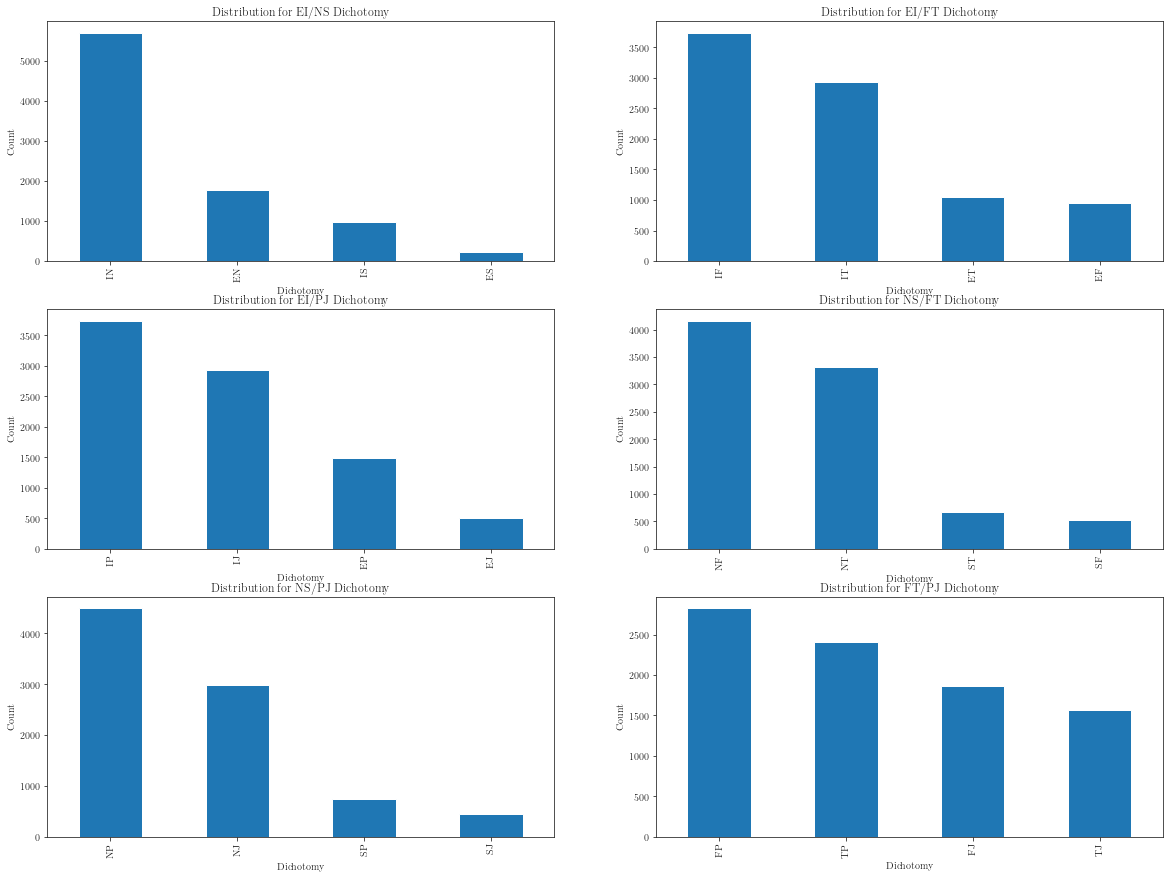 Distribution for EI/NS Dichotomy
Count
5000
4000
3000
2000
1000
0
IN
EN
IS
ES
Dichotomy
Distribution for EI/FT Dichotomy
Count
3500
3000
2500
2000
1500
1000
500
0
IF
IT
ET
EF
Dichotomy
Distribution for EI/PJ Dichotomy
Count
3500
3000
2500
2000
1500
1000
500
0
IP
IJ
EP
EJ
Dichotomy
Distribution for NS/FT Dichotomy
Count
4000
3500
3000
2500
2000
1500
1000
500
0
NF
NT
ST
SF
Dichotomy
Distribution for NS/PJ Dichotomy
Count
4000
3000
2000
1000
0
NP
NJ
SP
SJ
Dichotomy
Distribution for FT/PJ Dichotomy
Count
2500
2000
1500
1000
500
0
FP
TP
FJ
TJ
Dichotomy